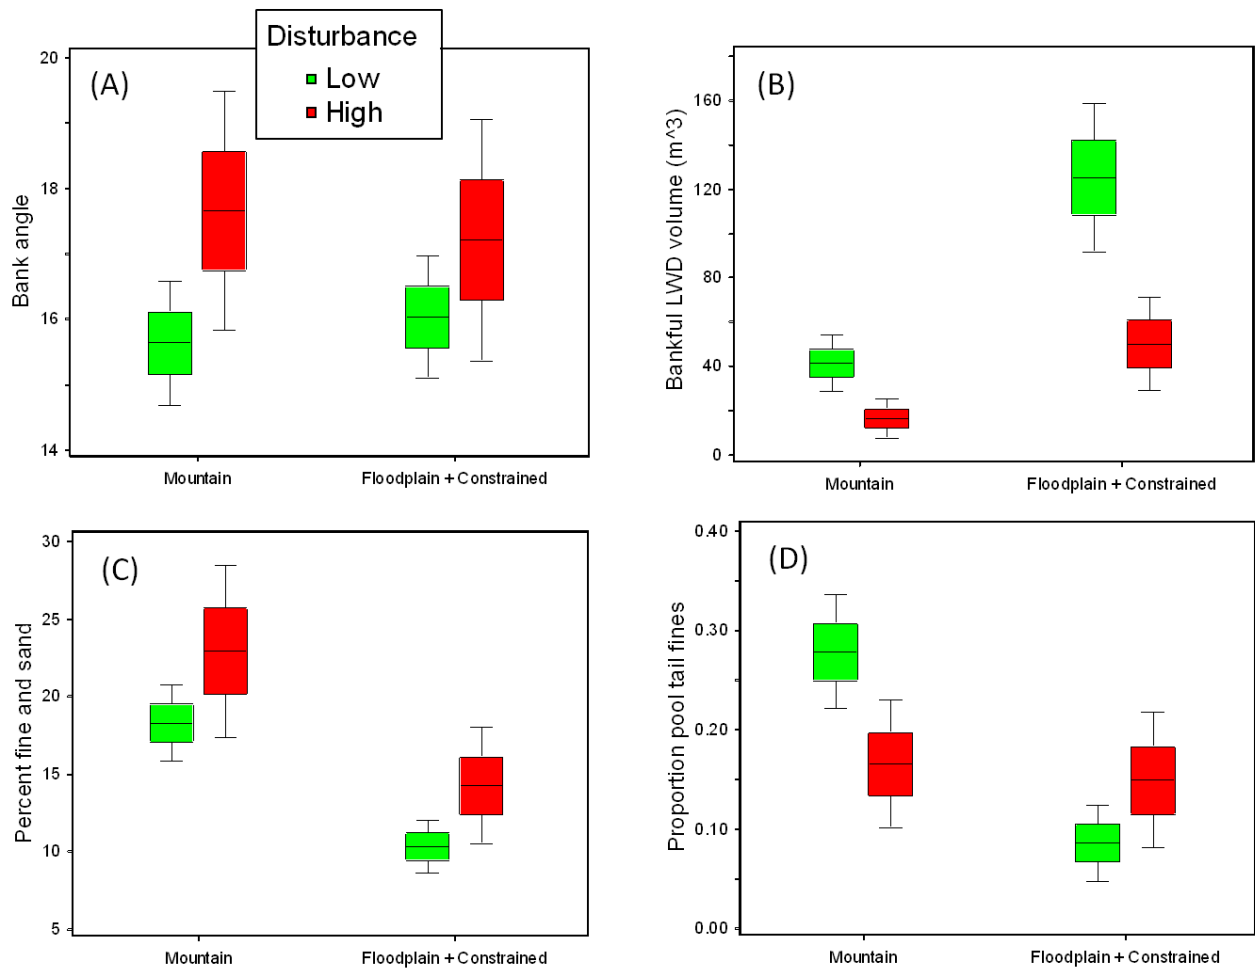 Disturbance
Low
High
(A)
Bank angle
20
18
16
14
Mountain
Floodplain + Constrained
(B)
Bankful LWD volume (m^3)
160
120
80
40
0
Mountain
Floodplain + Constrained
(C)
Percent fine and sand
30
25
20
15
10
5
Mountain
Floodplain + Constrained
(D)
Proportion pool tail fines
0.40
0.30
0.20
0.10
0.00
Mountain
Floodplain + Constrained